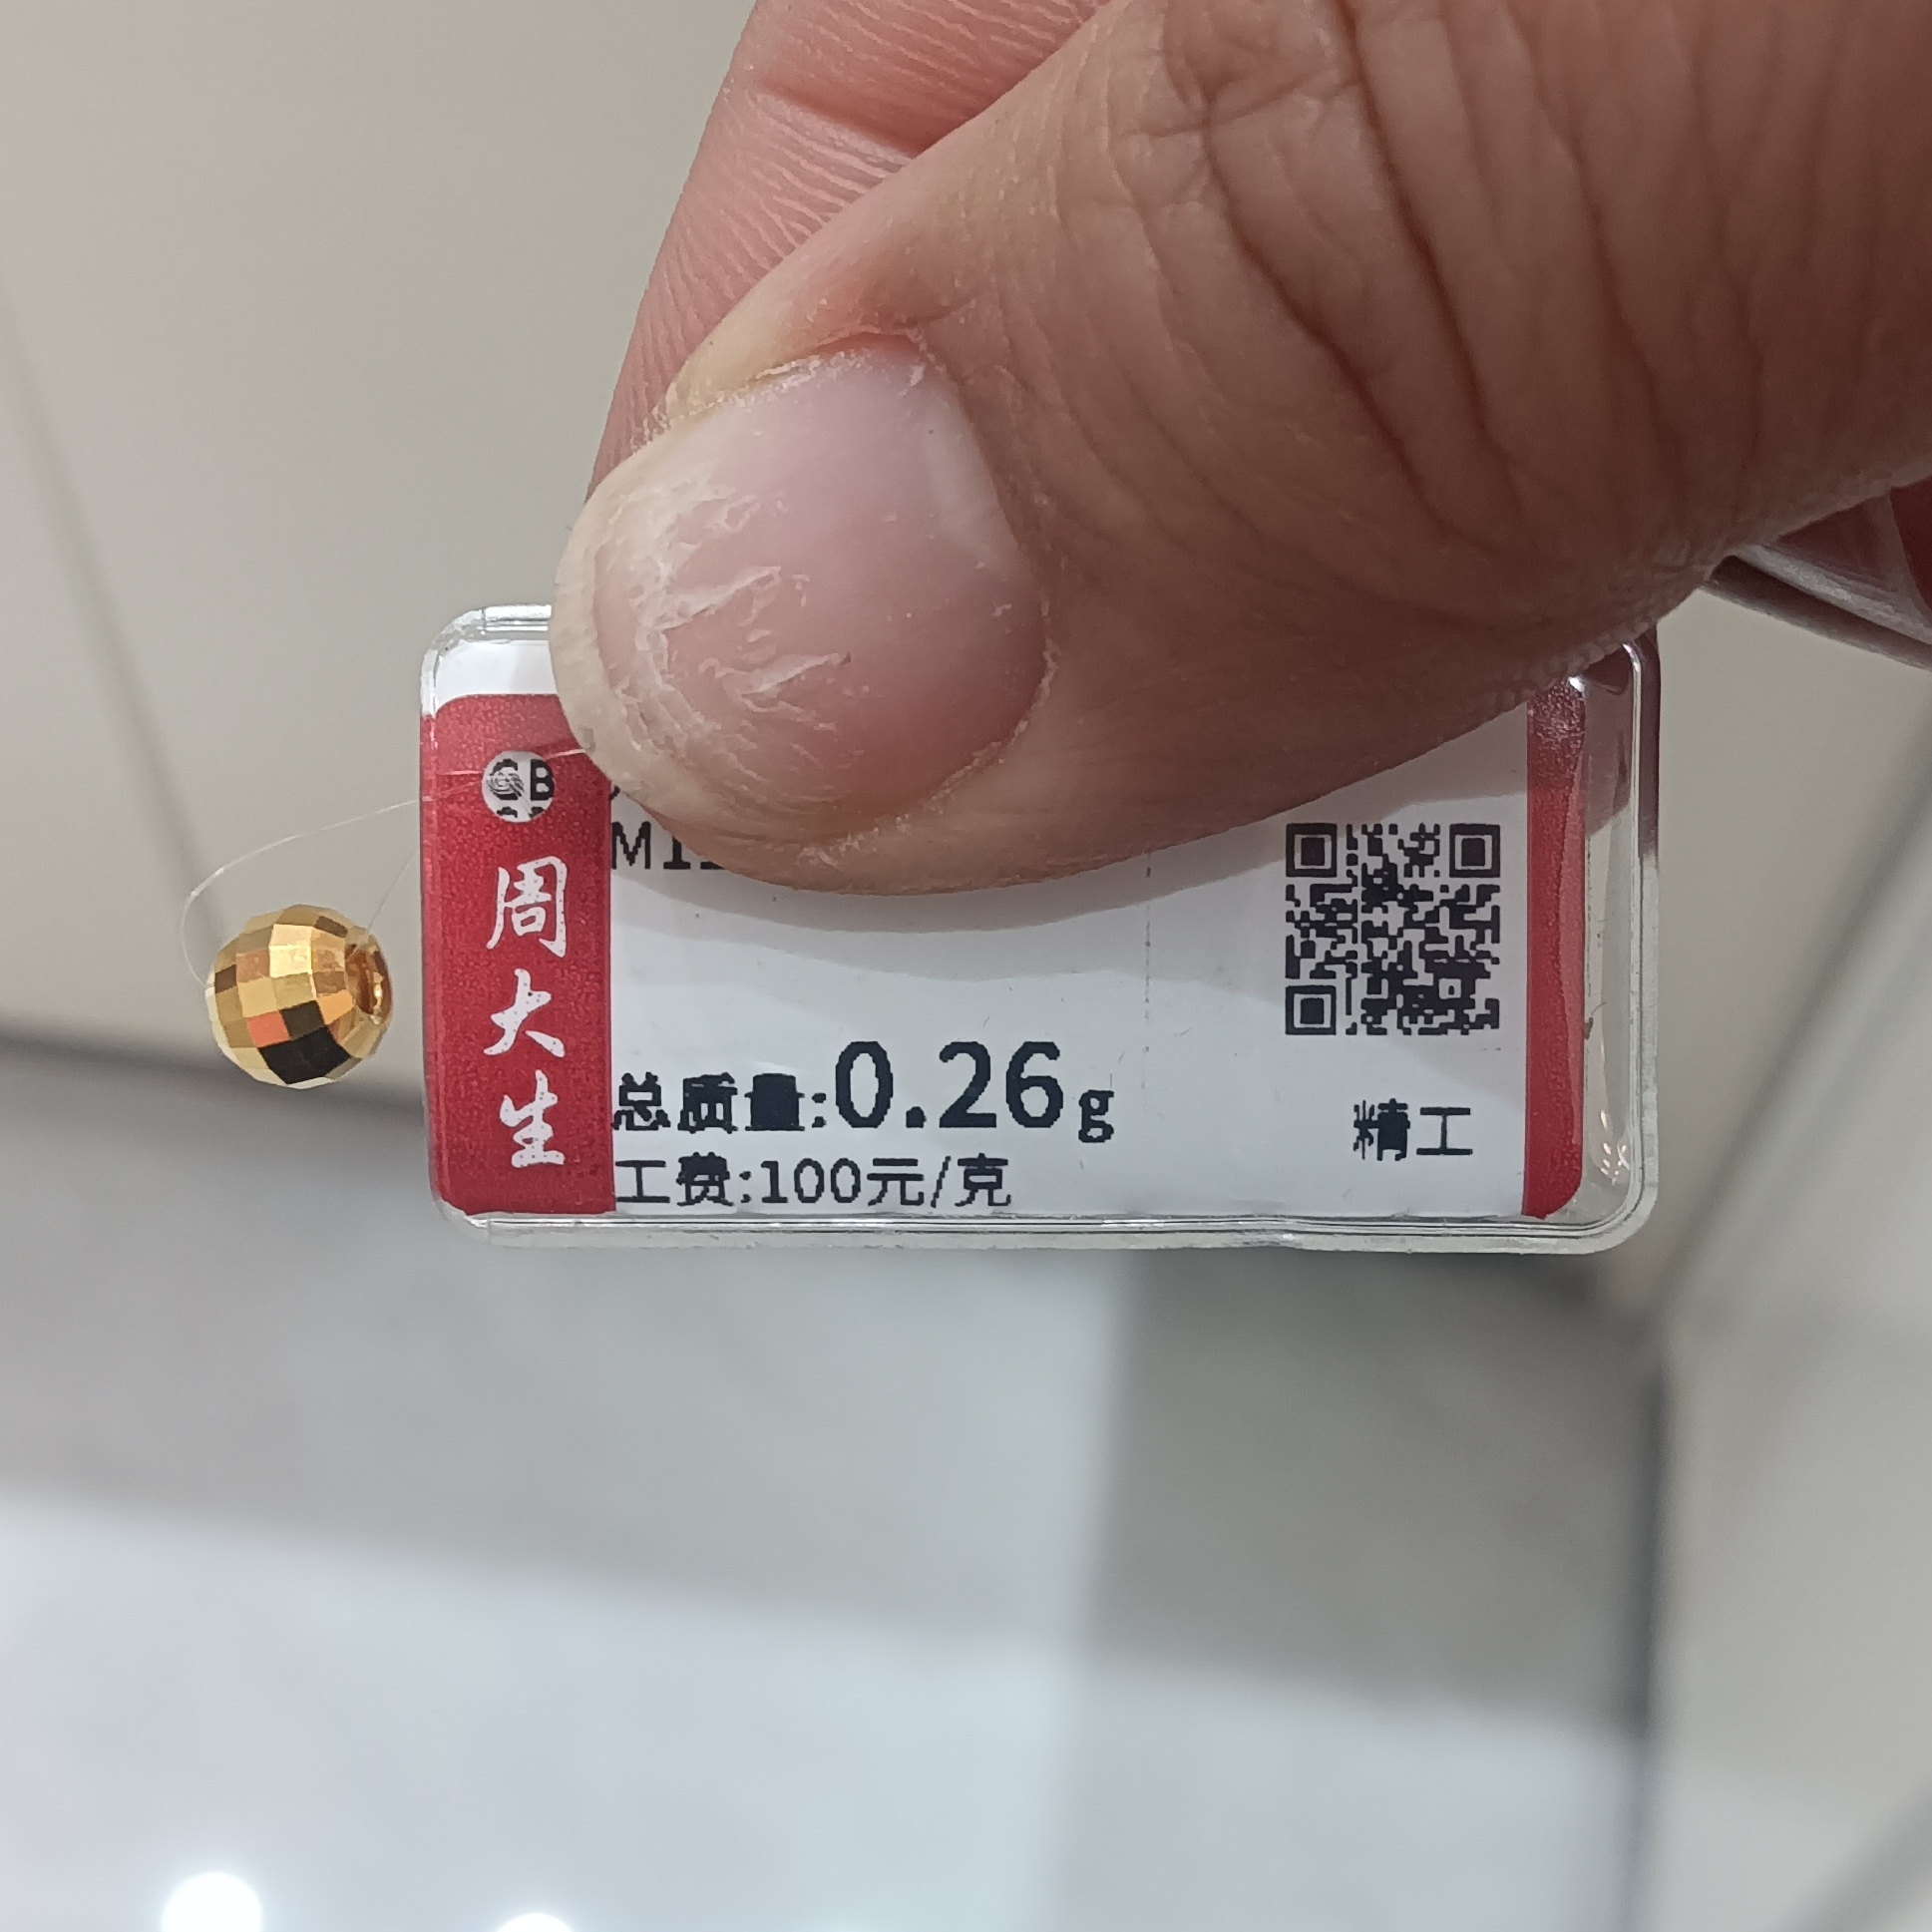 周大生
总质量:0.26g
工费:100元/克
精工